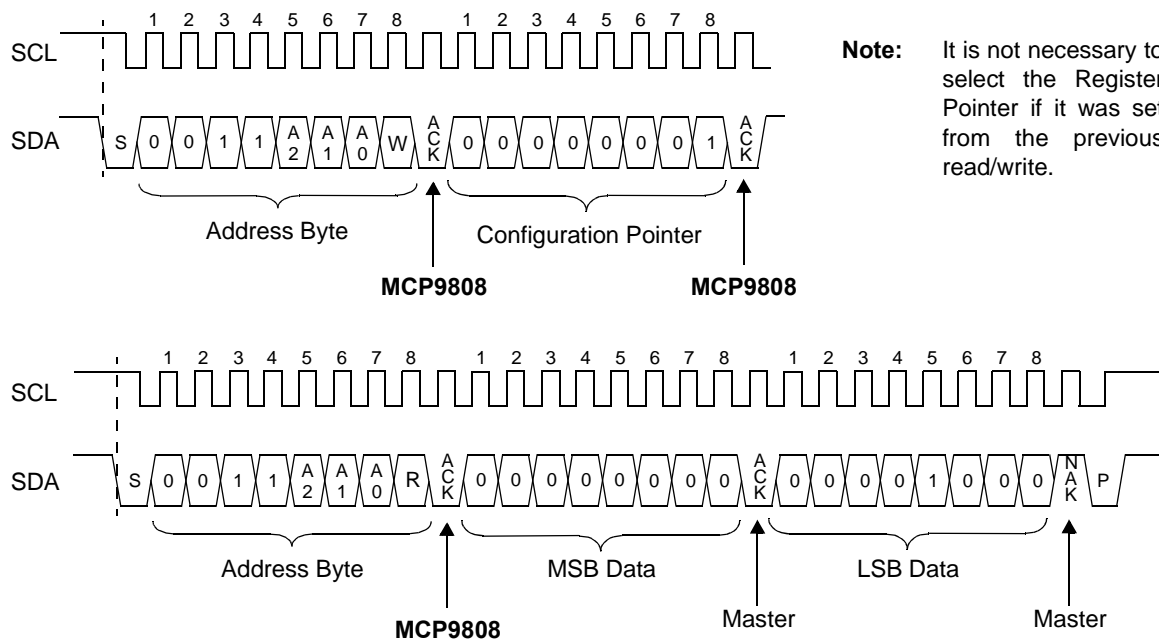 1 2 3 4 5 6 7 8 1 2 3 4 5 6 7 8
SCL
SDA S 0 0 1 1 A2 A1 A0 W ACK 0 0 0 0 0 0 0 1 ACK
Address Byte Configuration Pointer
MCP9808 MCP9808
Note: It is not necessary to
select the Register
Pointer if it was set
from the previous
read/write.
1 2 3 4 5 6 7 8 1 2 3 4 5 6 7 8 1 2 3 4 5 6 7 8
SCL
SDA S 0 0 1 1 A2 A1 A0 R ACK 0 0 0 0 0 0 0 0 ACK 0 0 0 0 1 0 0 0 NAK P
Address Byte MSB Data LSB Data
MCP9808 Master Master